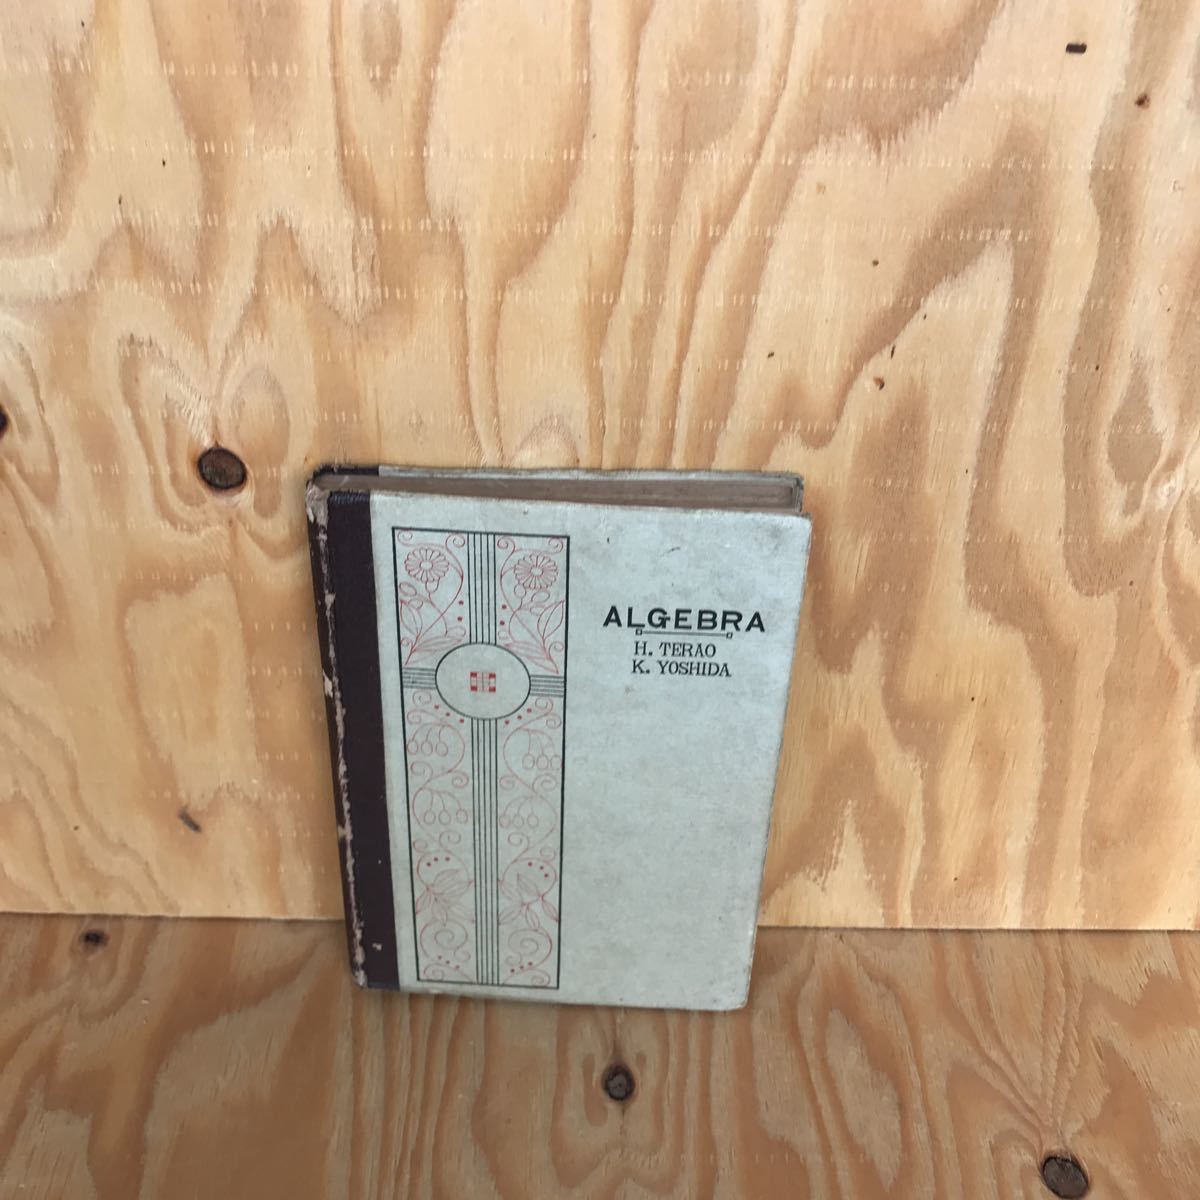 ALGEBRA
H. TERAO
K. YOSHIDA